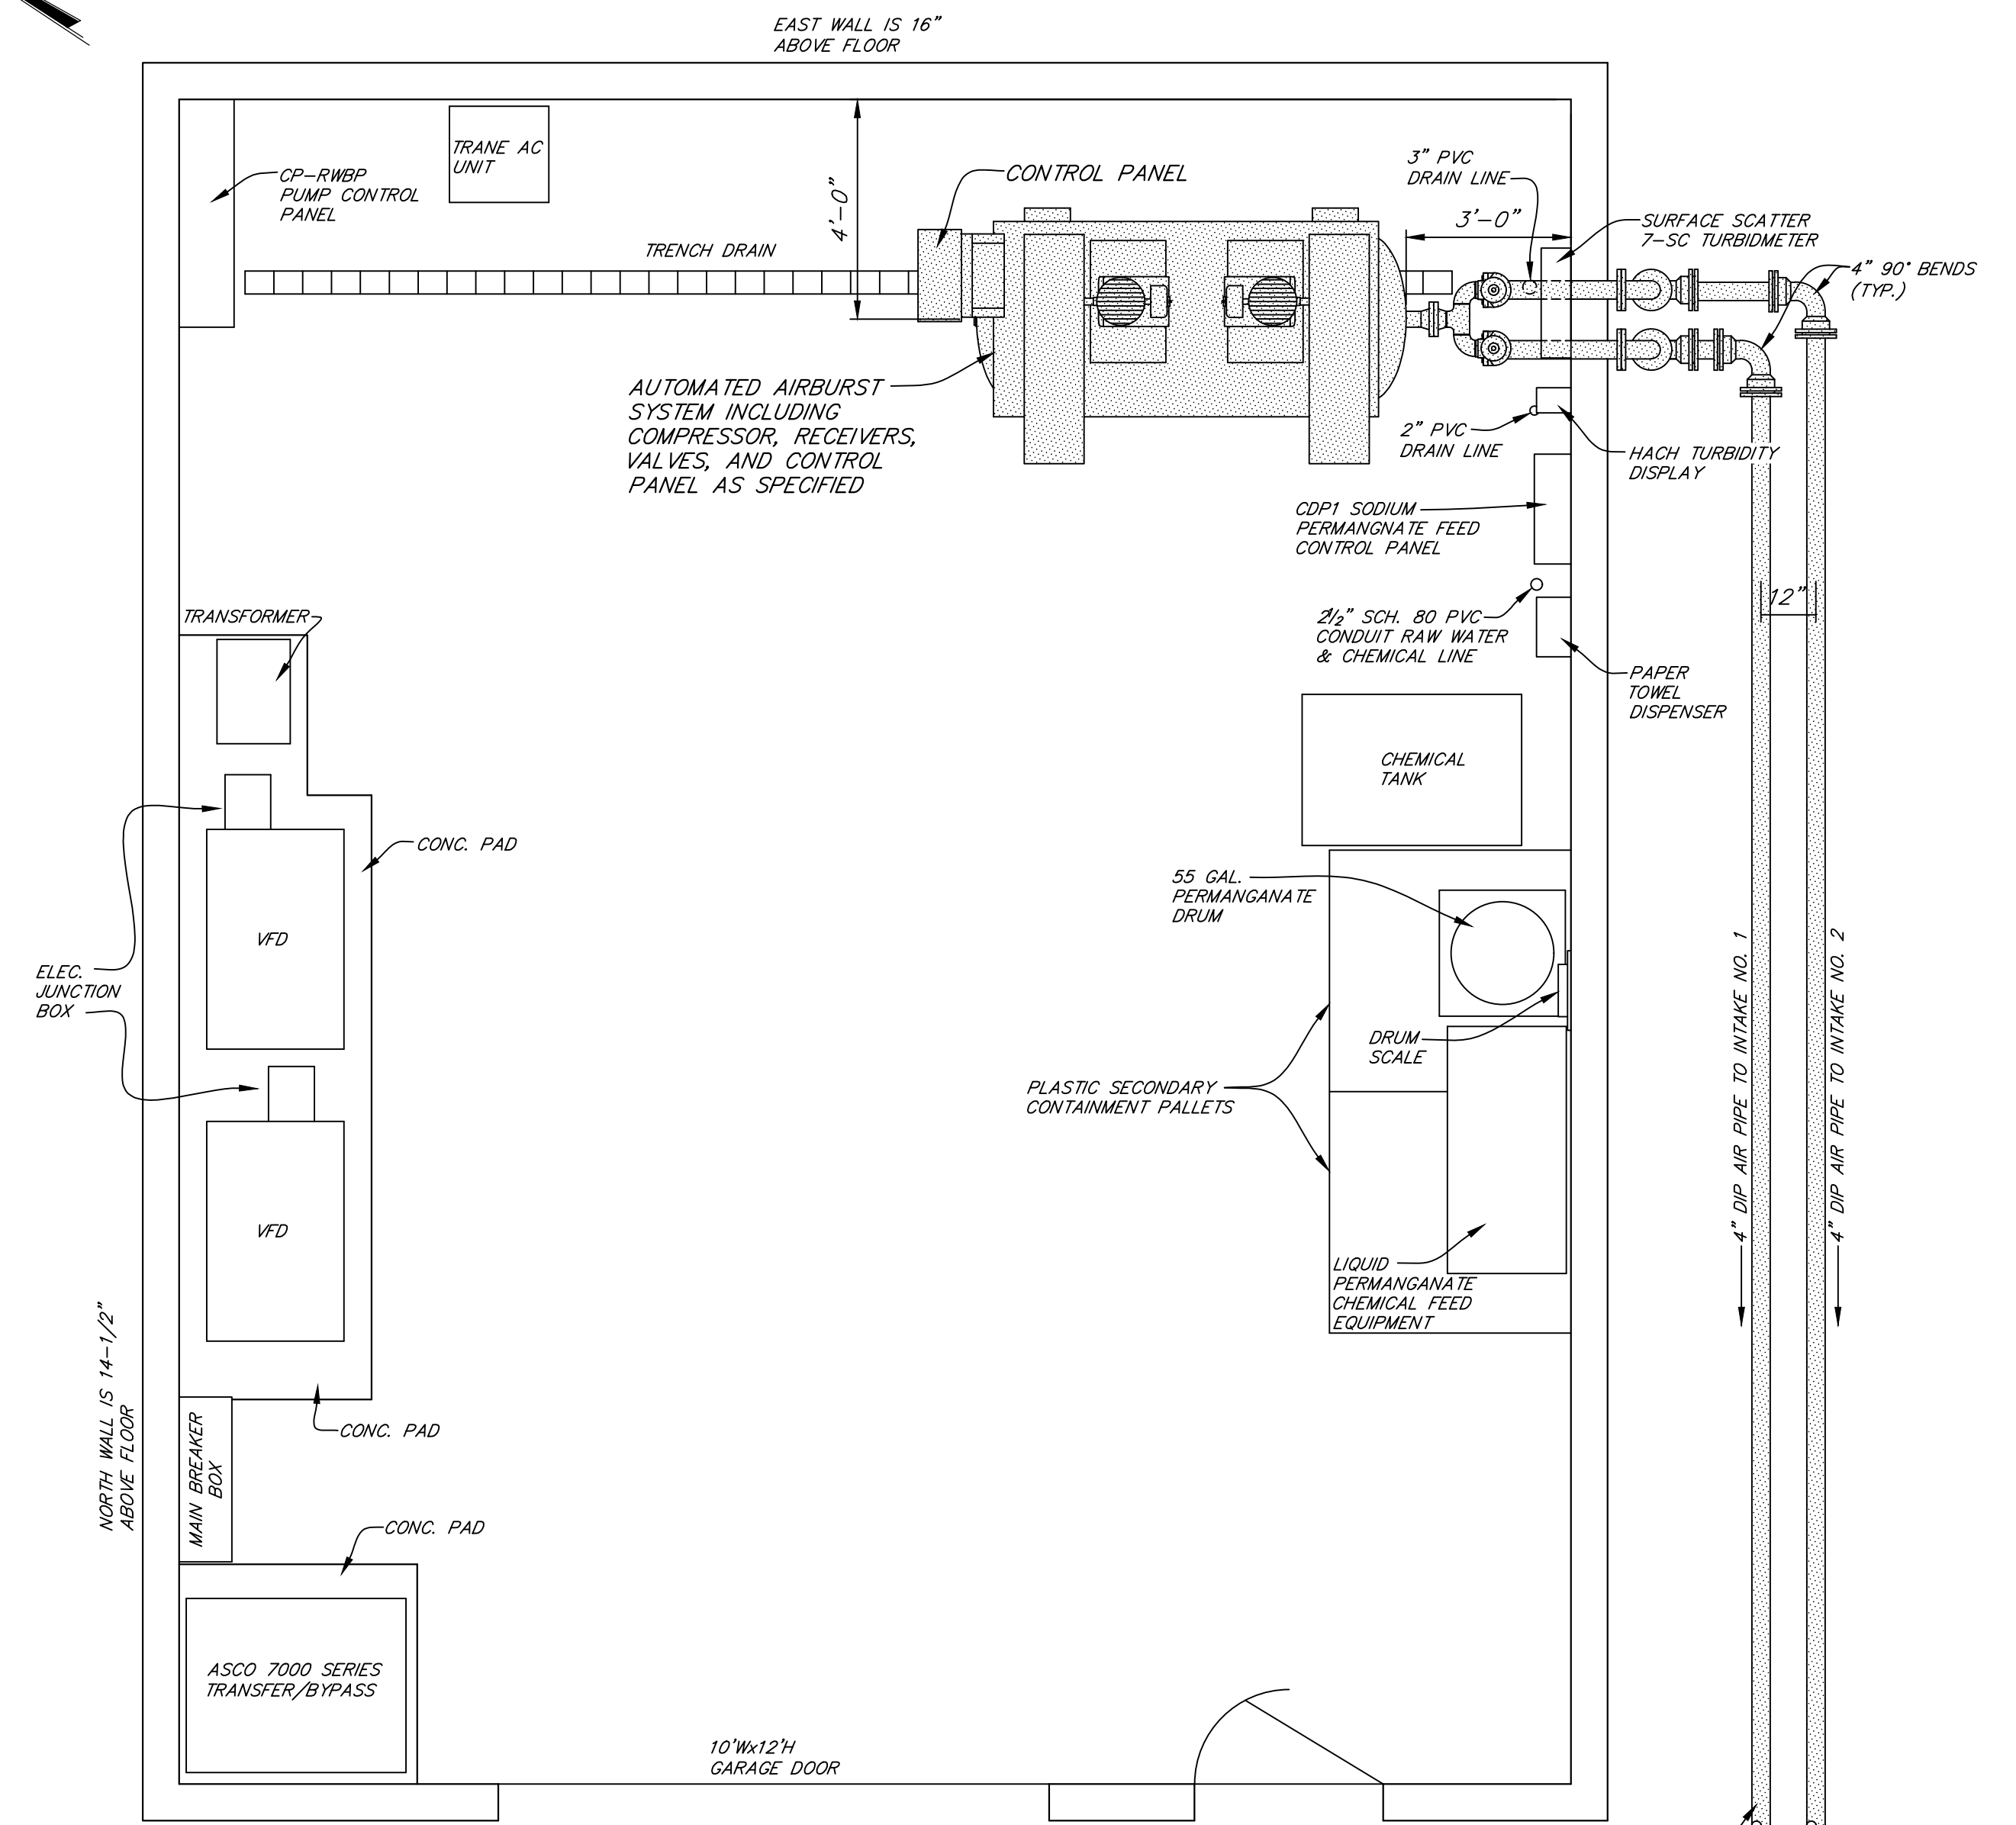 EAST WALL IS 16"
ABOVE FLOOR
TRANE AC
UNIT
CP-RWBP
PUMP CONTROL
PANEL
TRENCH DRAIN
4'-0"
CONTROL PANEL
3" PVC
DRAIN LINE
3'-0"
SURFACE SCATTER
7-SC TURBIDMETER
4" 90° BENDS
(TYP.)
AUTOMATED AIRBURST
SYSTEM INCLUDING
COMPRESSOR, RECEIVERS,
VALVES, AND CONTROL
PANEL AS SPECIFIED
2" PVC
DRAIN LINE
HACH TURBIDITY
DISPLAY
CDP1 SODIUM
PERMANGNATE FEED
CONTROL PANEL
2½" SCH. 80 PVC
CONDUIT RAW WATER
& CHEMICAL LINE
12"
PAPER
TOWEL
DISPENSER
TRANSFORMER
CHEMICAL
TANK
CONC. PAD
55 GAL.
PERMANGANATE
DRUM
VFD
ELEC.
JUNCTION
BOX
DRUM
SCALE
PLASTIC SECONDARY
CONTAINMENT PALLETS
4" DIP AIR PIPE TO INTAKE NO. 1
4" DIP AIR PIPE TO INTAKE NO. 2
VFD
LIQUID
PERMANGANATE
CHEMICAL FEED
EQUIPMENT
NORTH WALL IS 14-1/2"
ABOVE FLOOR
MAIN BREAKER
BOX
CONC. PAD
CONC. PAD
ASCO 7000 SERIES
TRANSFER/BYPASS
10'Wx12'H
GARAGE DOOR